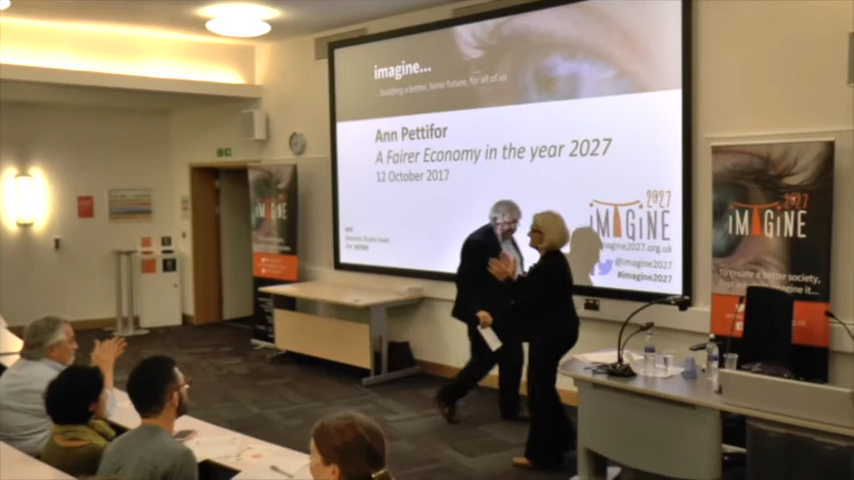 imagine...
building a better, fairer future, for all of us
Ann Pettifor
A Fairer Economy in the year 2027
12 October 2017
2027
iMAGiNE
imagine2027.org.uk
@imagine2027
#imagine2027
iMAGiNE
2027
iMAGiNE
To create a better society,
imagine it...